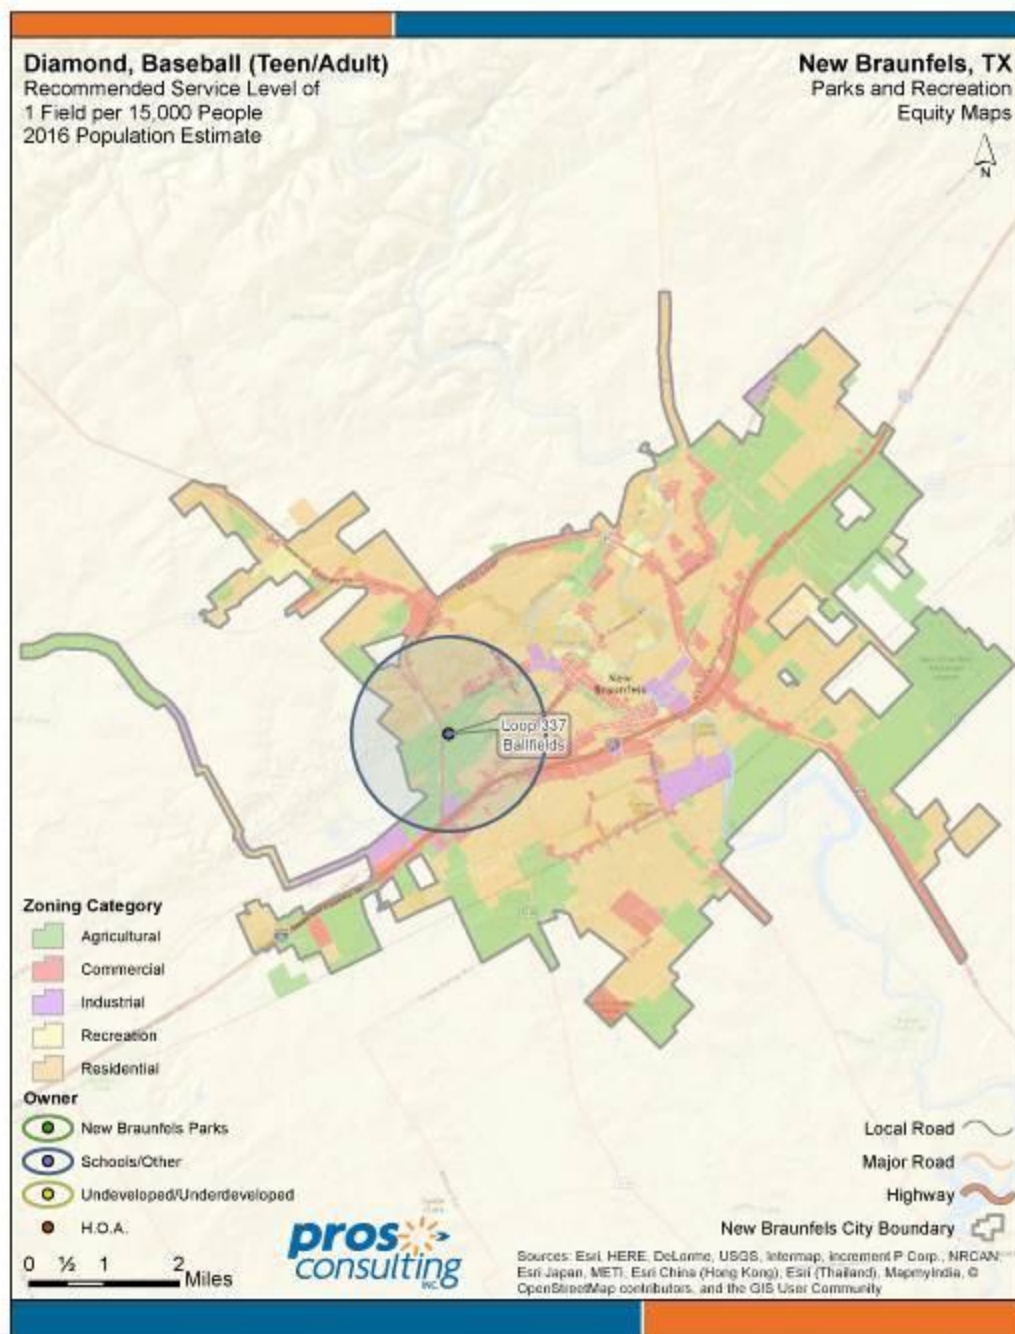 Diamond, Baseball (Teen/Adult)
Recommended Service Level of
1 Field per 15,000 People
2016 Population Estimate
New Braunfels, TX
Parks and Recreation
Equity Maps
N
New
Braunfels
Loop 337
Ballfields
Zoning Category
Agricultural
Commercial
Industrial
Recreation
Residential
Owner
New Braunfels Parks
Schools/Other
Undeveloped/Underdeveloped
H.O.A.
0 ½ 1 2
Miles
pros
consulting
INC.
Local Road
Major Road
Highway
New Braunfels City Boundary
Sources: Esri, HERE, DeLorme, USGS, Intermap, increment P Corp., NRCAN,
Esri Japan, METI, Esri China (Hong Kong), Esri (Thailand), MapmyIndia, ©
OpenStreetMap contributors, and the GIS User Community